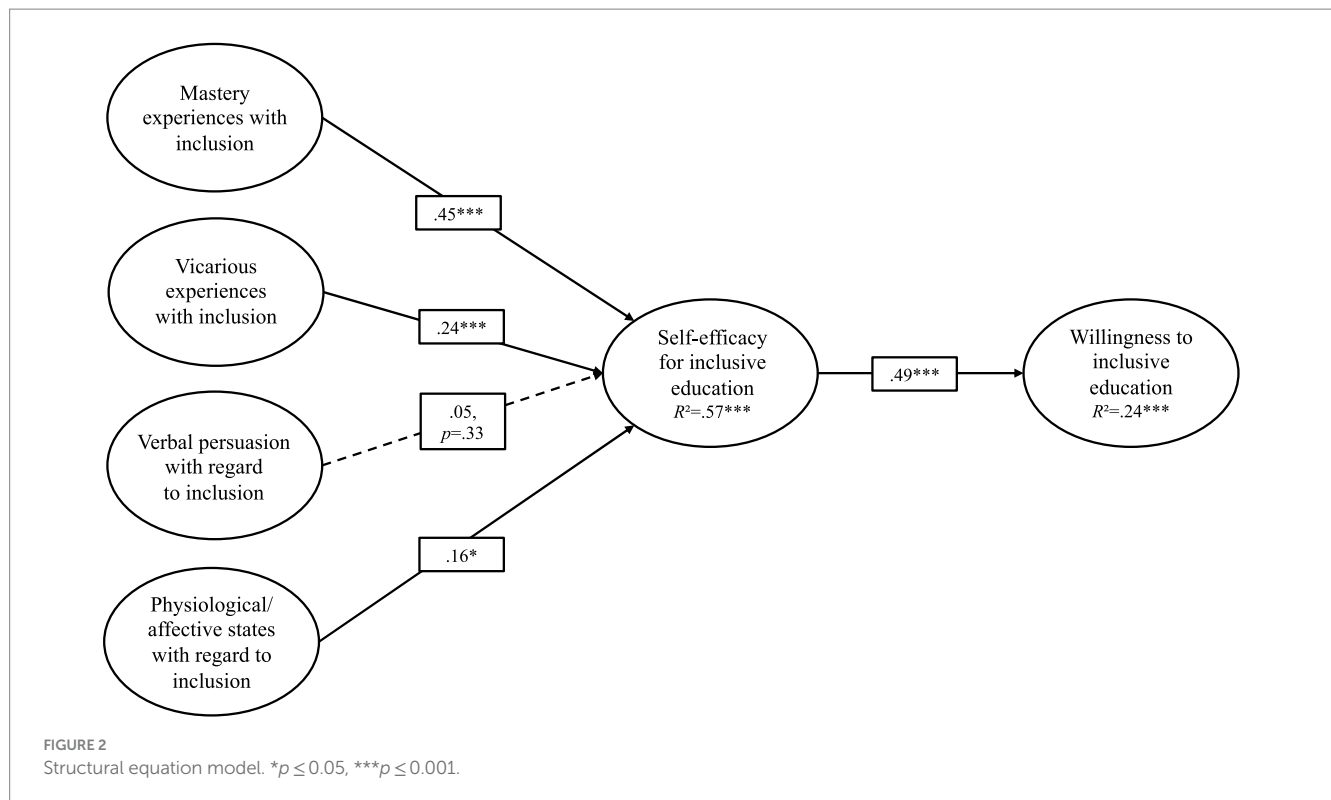 Mastery
experiences with
inclusion
.45***
Vicarious
experiences
with inclusion
.24***
Verbal persuasion
with regard
to inclusion
.05,
p=.33
Physiological/
affective states
with regard to
inclusion
.16*
Self-efficacy
for inclusive
education
R²=.57***
.49***
Willingness to
inclusive
education
R²=.24***
FIGURE 2
Structural equation model. *p ≤ 0.05, ***p ≤ 0.001.